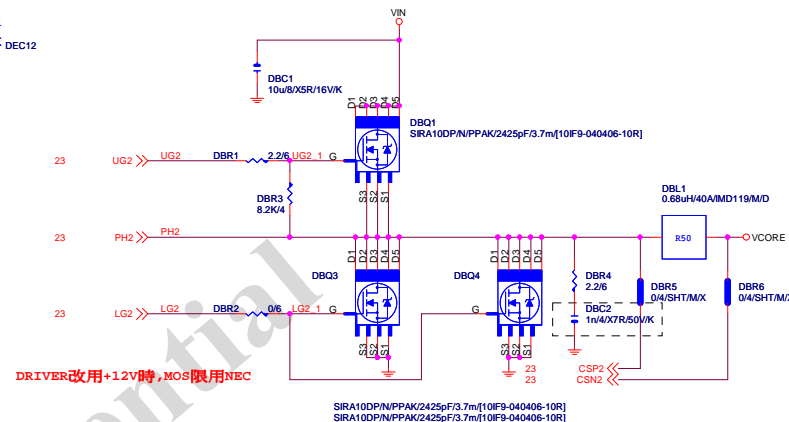 VIN
DEC12
DBC1
10u/8/X5R/16V/K
D1 D2 D3 D4 D5
DBQ1
SIRA10DP/N/PPAK/2425pF/3.7m/[10IF9-040406-10R]
23 UG2 UG2 DBR1 2.2/6 UG2_1 G
S3 S2 S1
DBR3
8.2K/4
DBL1
0.68uH/40A/IMD119/M/D
R50
VCORE
23 PH2 PH2
D1 D2 D3 D4 D5
D1 D2 D3 D4 D5
DBQ3
DBQ4
DBR4
2.2/6
DBR5
0/4/SHT/M/X
DBR6
0/4/SHT/M/
23 LG2 LG2 DBR2 0/6 LG2_1 G
G
DBC2
1n/4/X7R/50V/K
S3 S2 S1
S3 S2 S1
23 CSP2
23 CSN2
DRIVER改用+12V時,MOS限用NEC
SIRA10DP/N/PPAK/2425pF/3.7m/[10IF9-040406-10R]
SIRA10DP/N/PPAK/2425pF/3.7m/[10IF9-040406-10R]
ential